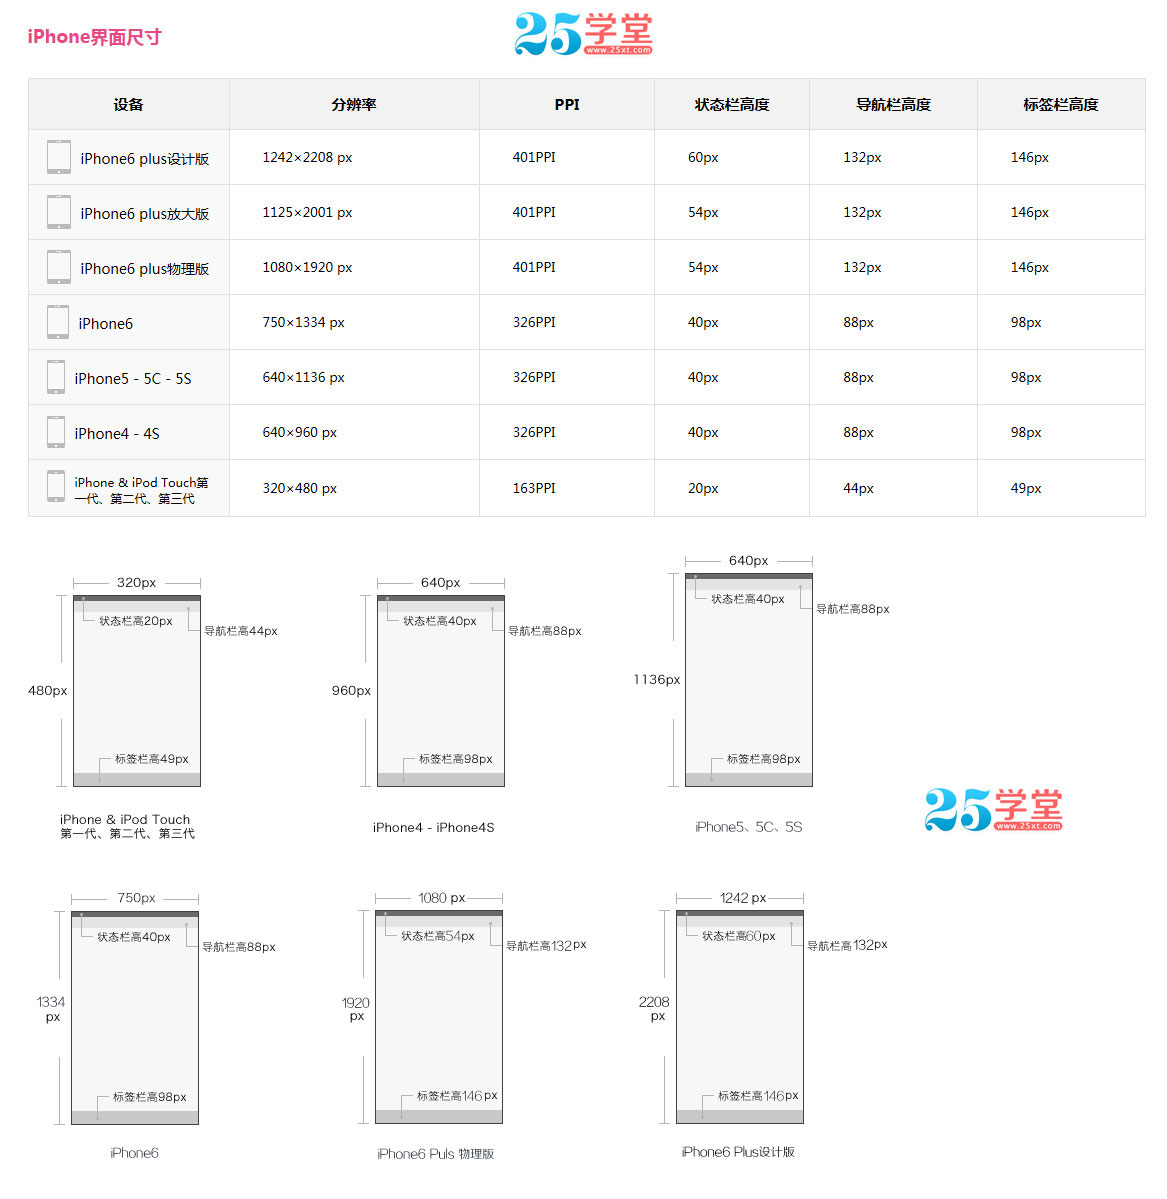 iPhone界面尺寸
25学堂
www.25xt.com
设备 分辨率 PPI 状态栏高度 导航栏高度 标签栏高度
iPhone6 plus设计版 1242×2208 px 401PPI 60px 132px 146px
iPhone6 plus放大版 1125×2001 px 401PPI 54px 132px 146px
iPhone6 plus物理版 1080×1920 px 401PPI 54px 132px 146px
iPhone6 750×1334 px 326PPI 40px 88px 98px
iPhone5 - 5C - 5S 640×1136 px 326PPI 40px 88px 98px
iPhone4 - 4S 640×960 px 326PPI 40px 88px 98px
iPhone & iPod Touch第
一代、第二代、第三代 320×480 px 163PPI 20px 44px 49px
320px
状态栏高20px
导航栏高44px
480px
标签栏高49px
iPhone & iPod Touch
第一代、第二代、第三代
640px
状态栏高40px
导航栏高88px
960px
标签栏高98px
iPhone4 - iPhone4S
640px
状态栏高40px
导航栏高88px
1136px
标签栏高98px
iPhone5、5C、5S
25学堂
www.25xt.com
750px
状态栏高40px
导航栏高88px
1334
px
标签栏高98px
iPhone6
1080 px
状态栏高54px
导航栏高132px
1920
px
标签栏高146px
iPhone6 Puls 物理版
1242 px
状态栏高60px
导航栏高132px
2208
px
标签栏高146px
iPhone6 Plus设计版